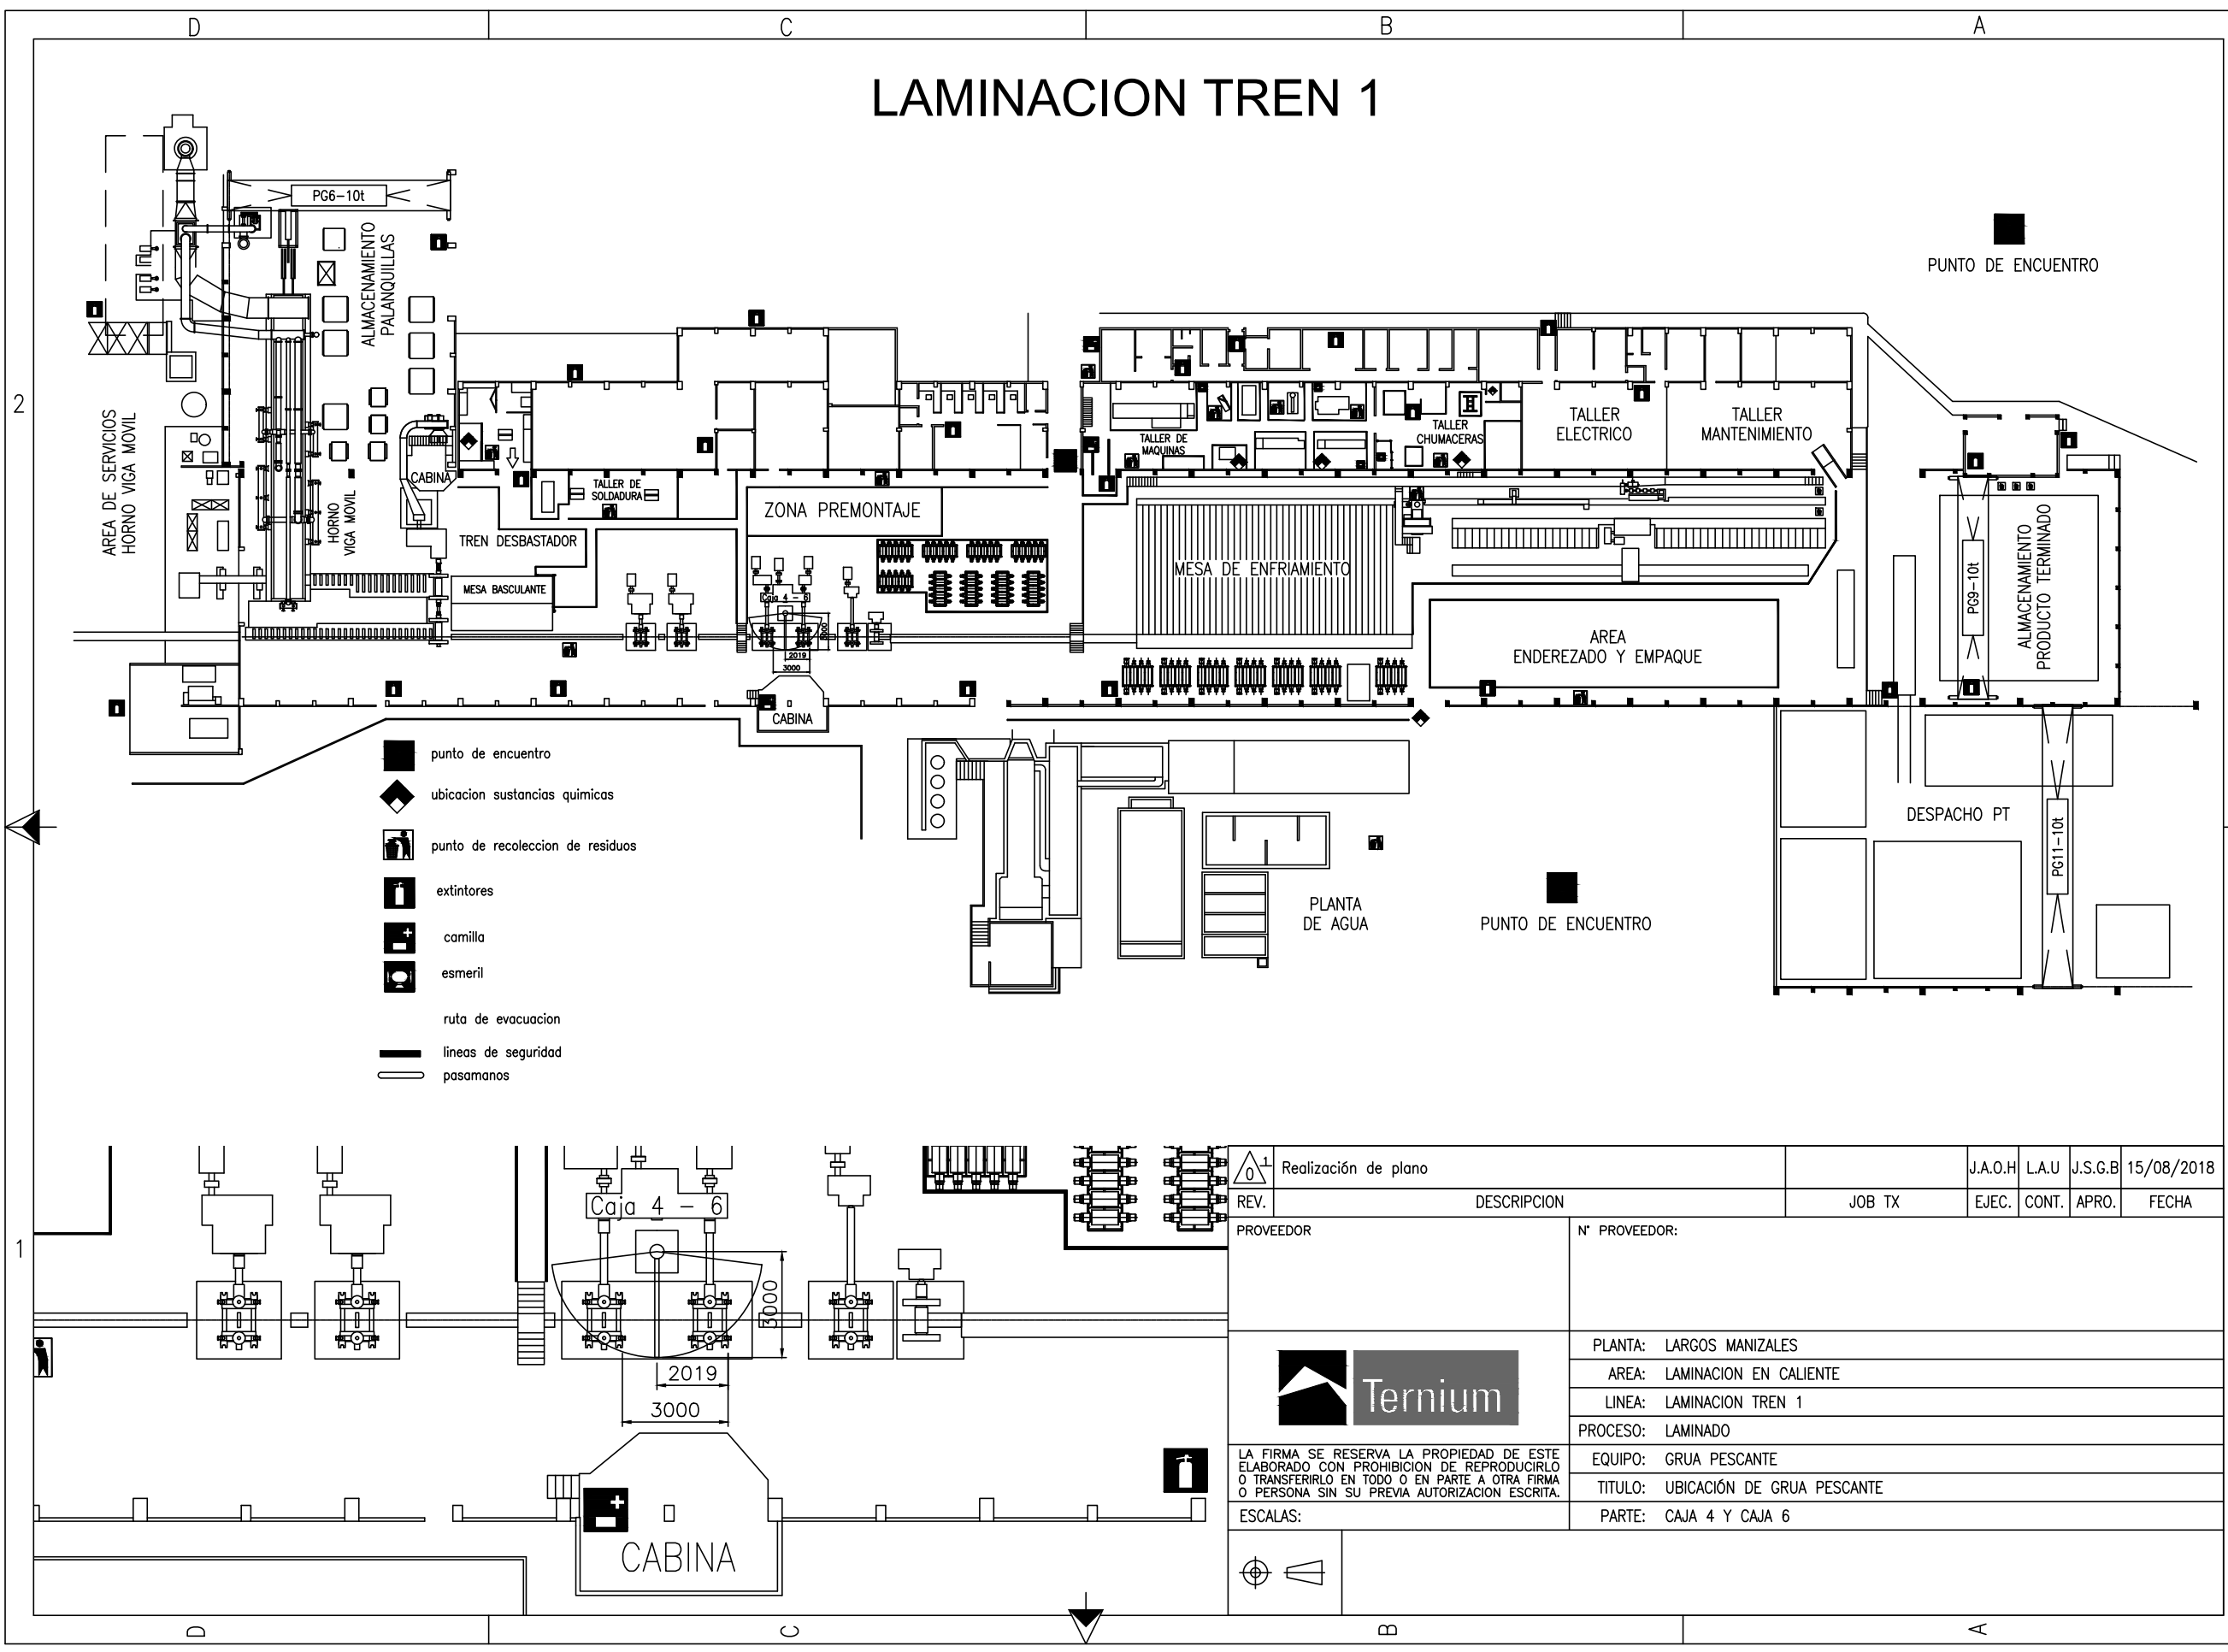 D
C
B
A
LAMINACION TREN 1
PG6-10t
ALMACENAMIENTO
PALANQUILLAS
PUNTO DE ENCUENTRO
2
AREA DE SERVICIOS
HORNO VIGA MOVIL
HORNO
VIGA MOVIL
CABINA
TALLER DE
SOLDADURA
ZONA PREMONTAJE
TREN DESBASTADOR
MESA BASCULANTE
Caja 4 - 6
3000
2019
3000
CABINA
TALLER DE
MAQUINAS
TALLER
CHUMACERAS
TALLER
ELECTRICO
TALLER
MANTENIMIENTO
MESA DE ENFRIAMIENTO
AREA
ENDEREZADO Y EMPAQUE
PG9-10t
ALMACENAMIENTO
PRODUCTO TERMINADO
DESPACHO PT
PG11-10t
PLANTA
DE AGUA
PUNTO DE ENCUENTRO
punto de encuentro
ubicacion sustancias quimicas
punto de recoleccion de residuos
extintores
camilla
esmeril
ruta de evacuacion
lineas de seguridad
pasamanos
1
Caja 4 - 6
3000
2019
3000
CABINA
0 1 Realización de plano J.A.O.H L.A.U J.S.G.B 15/08/2018
REV. DESCRIPCION JOB TX EJEC. CONT. APRO. FECHA
PROVEEDOR N° PROVEEDOR:
Ternium
PLANTA: LARGOS MANIZALES
AREA: LAMINACION EN CALIENTE
LINEA: LAMINACION TREN 1
PROCESO: LAMINADO
EQUIPO: GRUA PESCANTE
TITULO: UBICACIÓN DE GRUA PESCANTE
PARTE: CAJA 4 Y CAJA 6
LA FIRMA SE RESERVA LA PROPIEDAD DE ESTE
ELABORADO CON PROHIBICION DE REPRODUCIRLO
O TRANSFERIRLO EN TODO O EN PARTE A OTRA FIRMA
O PERSONA SIN SU PREVIA AUTORIZACION ESCRITA.
ESCALAS:
D
C
B
A